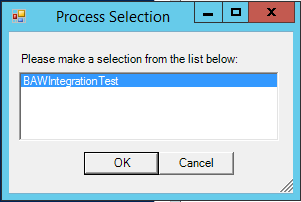 Process Selection
Please make a selection from the list below:
BAWIntegrationTest
OK
Cancel